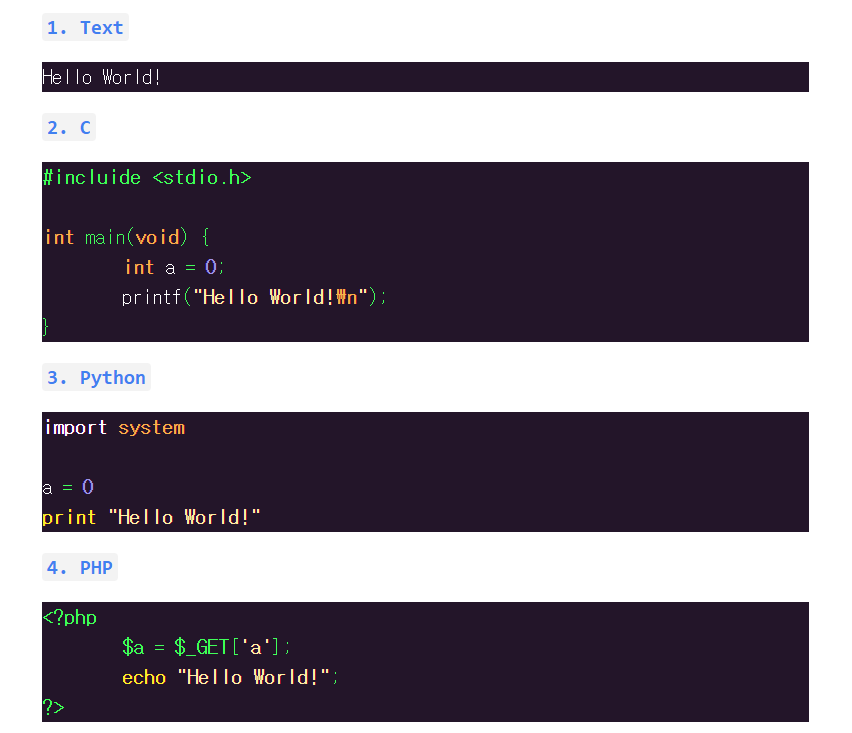 1. Text
Hello World!
2. C
#incluide <stdio.h>
int main(void) {
        int a = 0;
        printf("Hello World!₩n");
}
3. Python
import system
a = 0
print "Hello World!"
4. PHP
<?php
        $a = $_GET['a'];
        echo "Hello World!";
?>